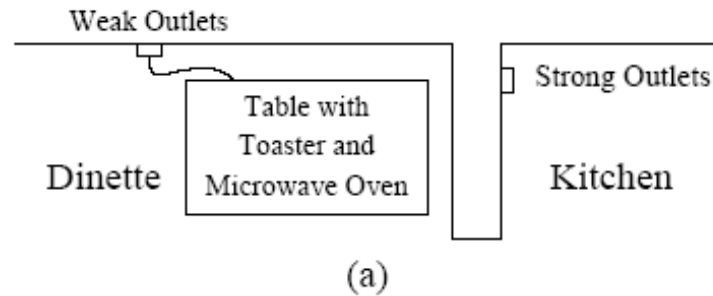 Weak Outlets
Strong Outlets
Table with
Toaster and
Microwave Oven
Dinette
Kitchen
(a)